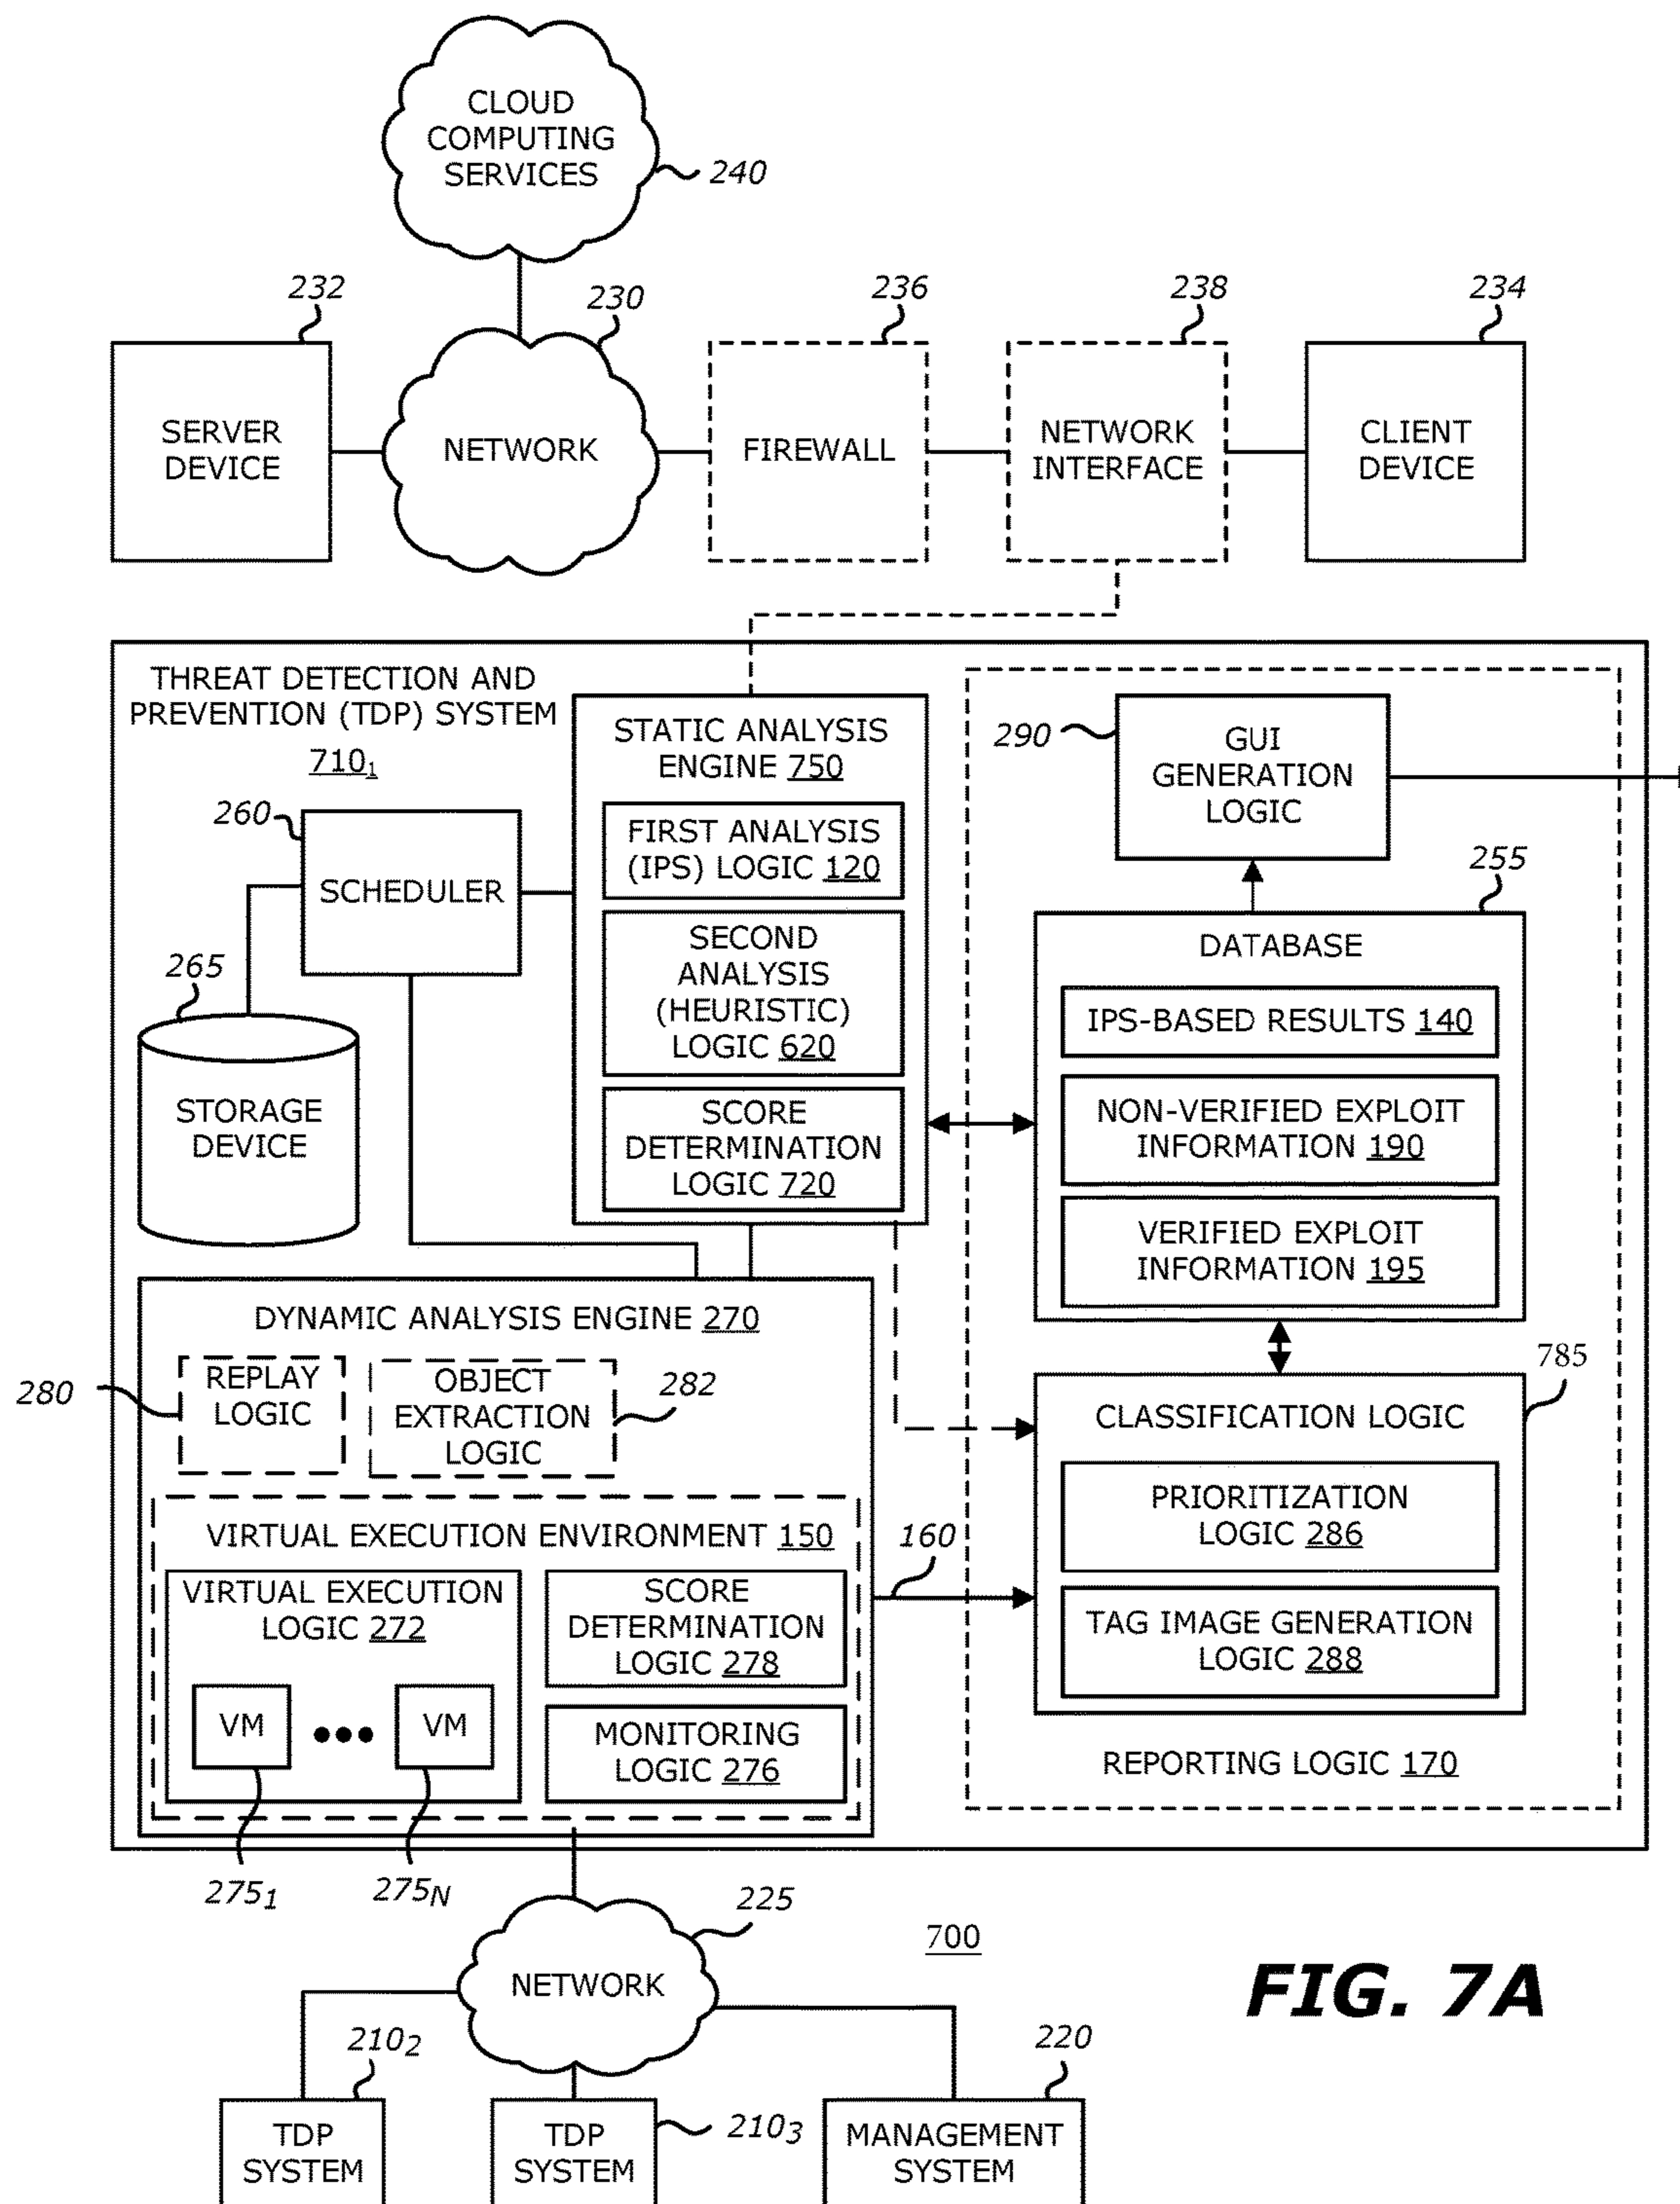 CLOUD
COMPUTING
SERVICES
240
232
230
236
238
234
SERVER
DEVICE
NETWORK
FIREWALL
NETWORK
INTERFACE
CLIENT
DEVICE
THREAT DETECTION AND
PREVENTION (TDP) SYSTEM
710₁
STATIC ANALYSIS
ENGINE 750
FIRST ANALYSIS
(IPS) LOGIC 120
SECOND
ANALYSIS
(HEURISTIC)
LOGIC 620
SCORE
DETERMINATION
LOGIC 720
260
SCHEDULER
265
STORAGE
DEVICE
290
GUI
GENERATION
LOGIC
255
DATABASE
IPS-BASED RESULTS 140
NON-VERIFIED EXPLOIT
INFORMATION 190
VERIFIED EXPLOIT
INFORMATION 195
DYNAMIC ANALYSIS ENGINE 270
280
REPLAY
LOGIC
OBJECT
EXTRACTION
LOGIC
282
785
CLASSIFICATION LOGIC
PRIORITIZATION
LOGIC 286
TAG IMAGE GENERATION
LOGIC 288
REPORTING LOGIC 170
VIRTUAL EXECUTION ENVIRONMENT 150
160
VIRTUAL EXECUTION
LOGIC 272
VM
VM
SCORE
DETERMINATION
LOGIC 278
MONITORING
LOGIC 276
275₁
275N
225
NETWORK
700
FIG. 7A
210₂
210₃
220
TDP
SYSTEM
TDP
SYSTEM
MANAGEMENT
SYSTEM